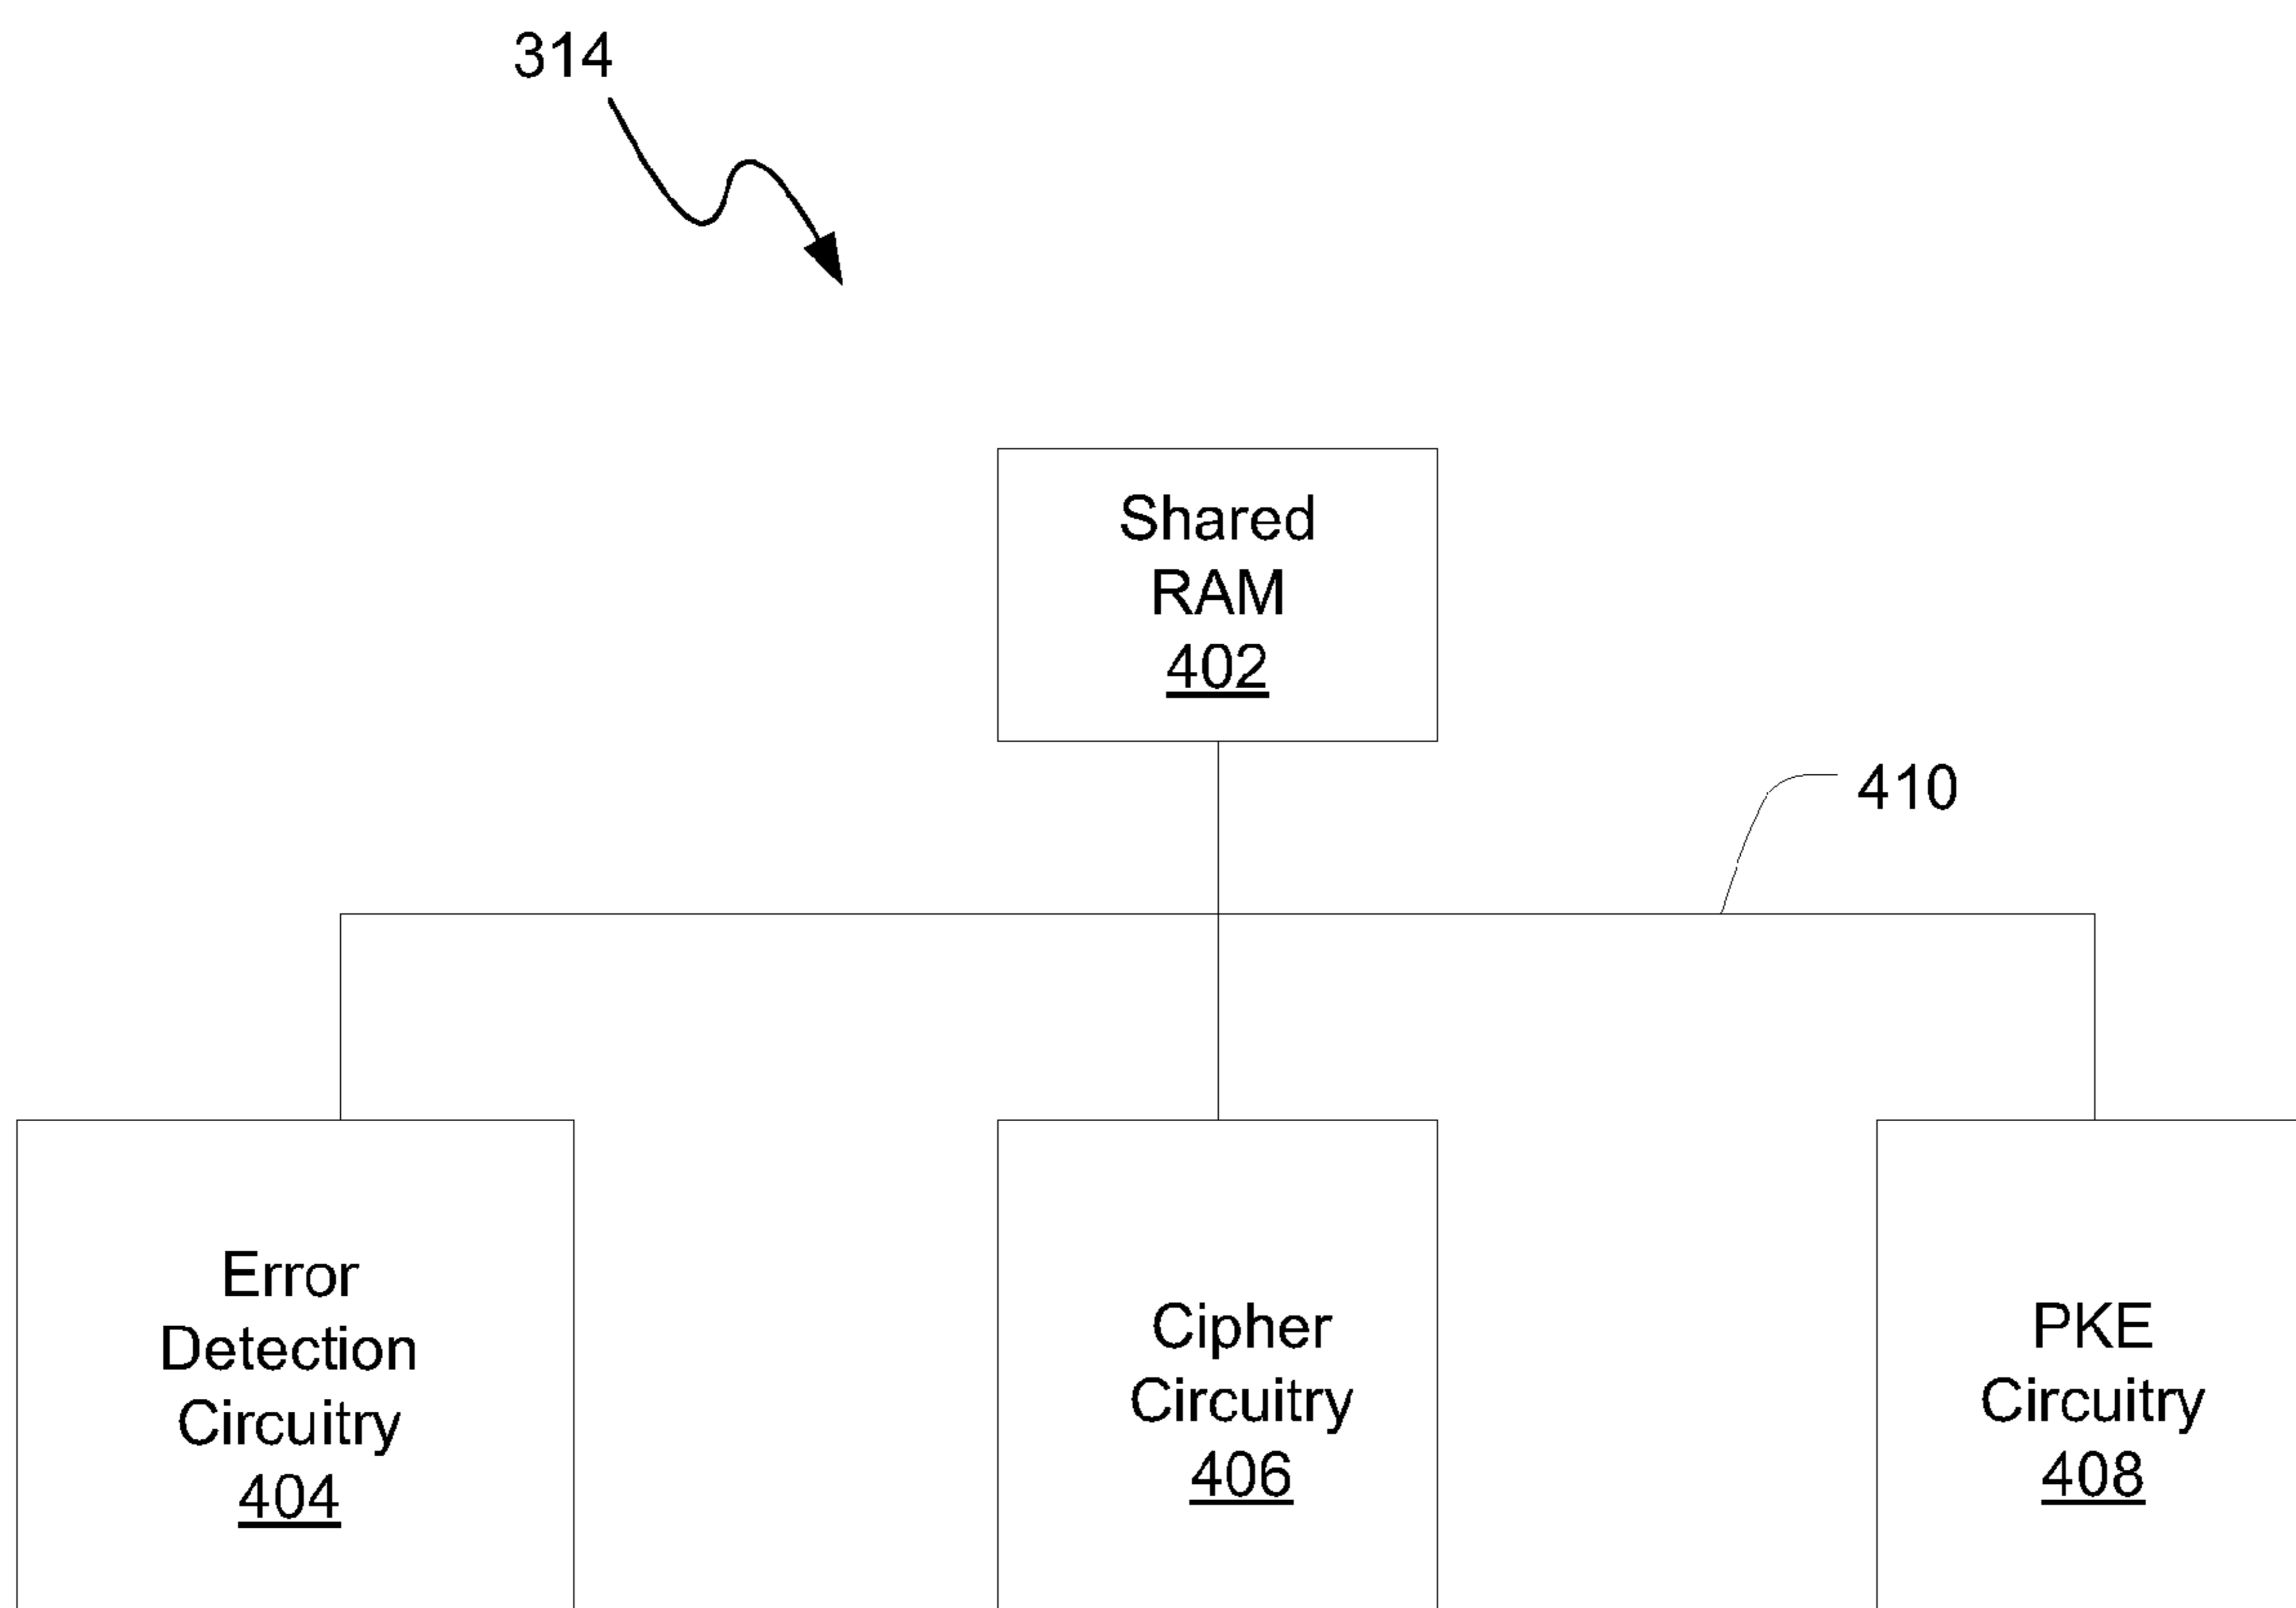 314
Shared
RAM
402
410
Error
Detection
Circuitry
404
Cipher
Circuitry
406
PKE
Circuitry
408